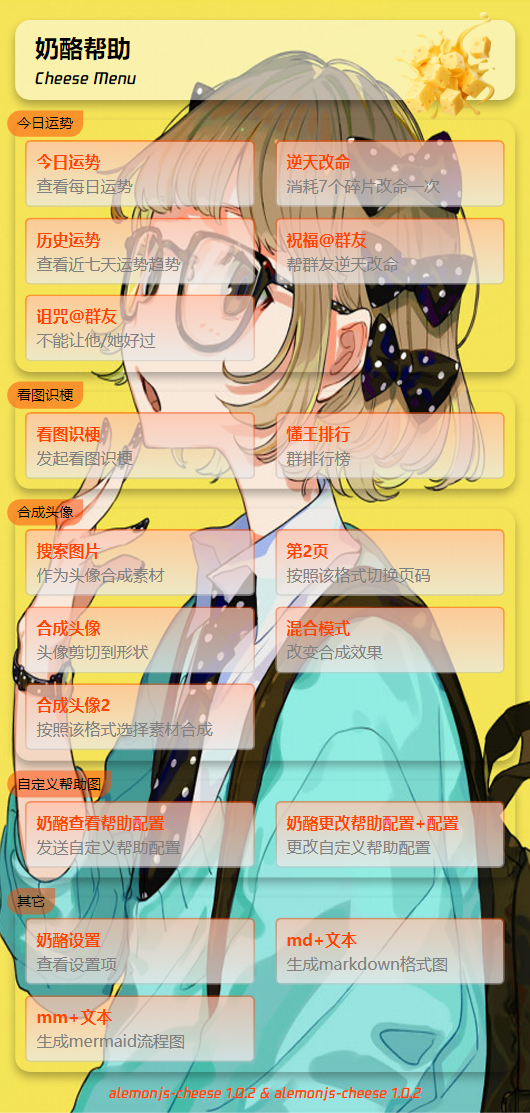 奶酪帮助
Cheese Menu
今日运势
今日运势
查看每日运势
逆天改命
消耗7个碎片改命一次
历史运势
查看近七天运势趋势
祝福@群友
帮群友逆天改命
诅咒@群友
不能让他/她好过
看图识梗
看图识梗
发起看图识梗
懂王排行
群排行榜
合成头像
搜索图片
作为头像合成素材
第2页
按照该格式切换页码
合成头像
头像剪切到形状
混合模式
改变合成效果
合成头像2
按照该格式选择素材合成
自定义帮助图
奶酪查看帮助配置
发送自定义帮助配置
奶酪更改帮助配置+配置
更改自定义帮助配置
其它
奶酪设置
查看设置项
md+文本
生成markdown格式图
mm+文本
生成mermaid流程图
alemonjs-cheese 1.0.2 & alemonjs-cheese 1.0.2